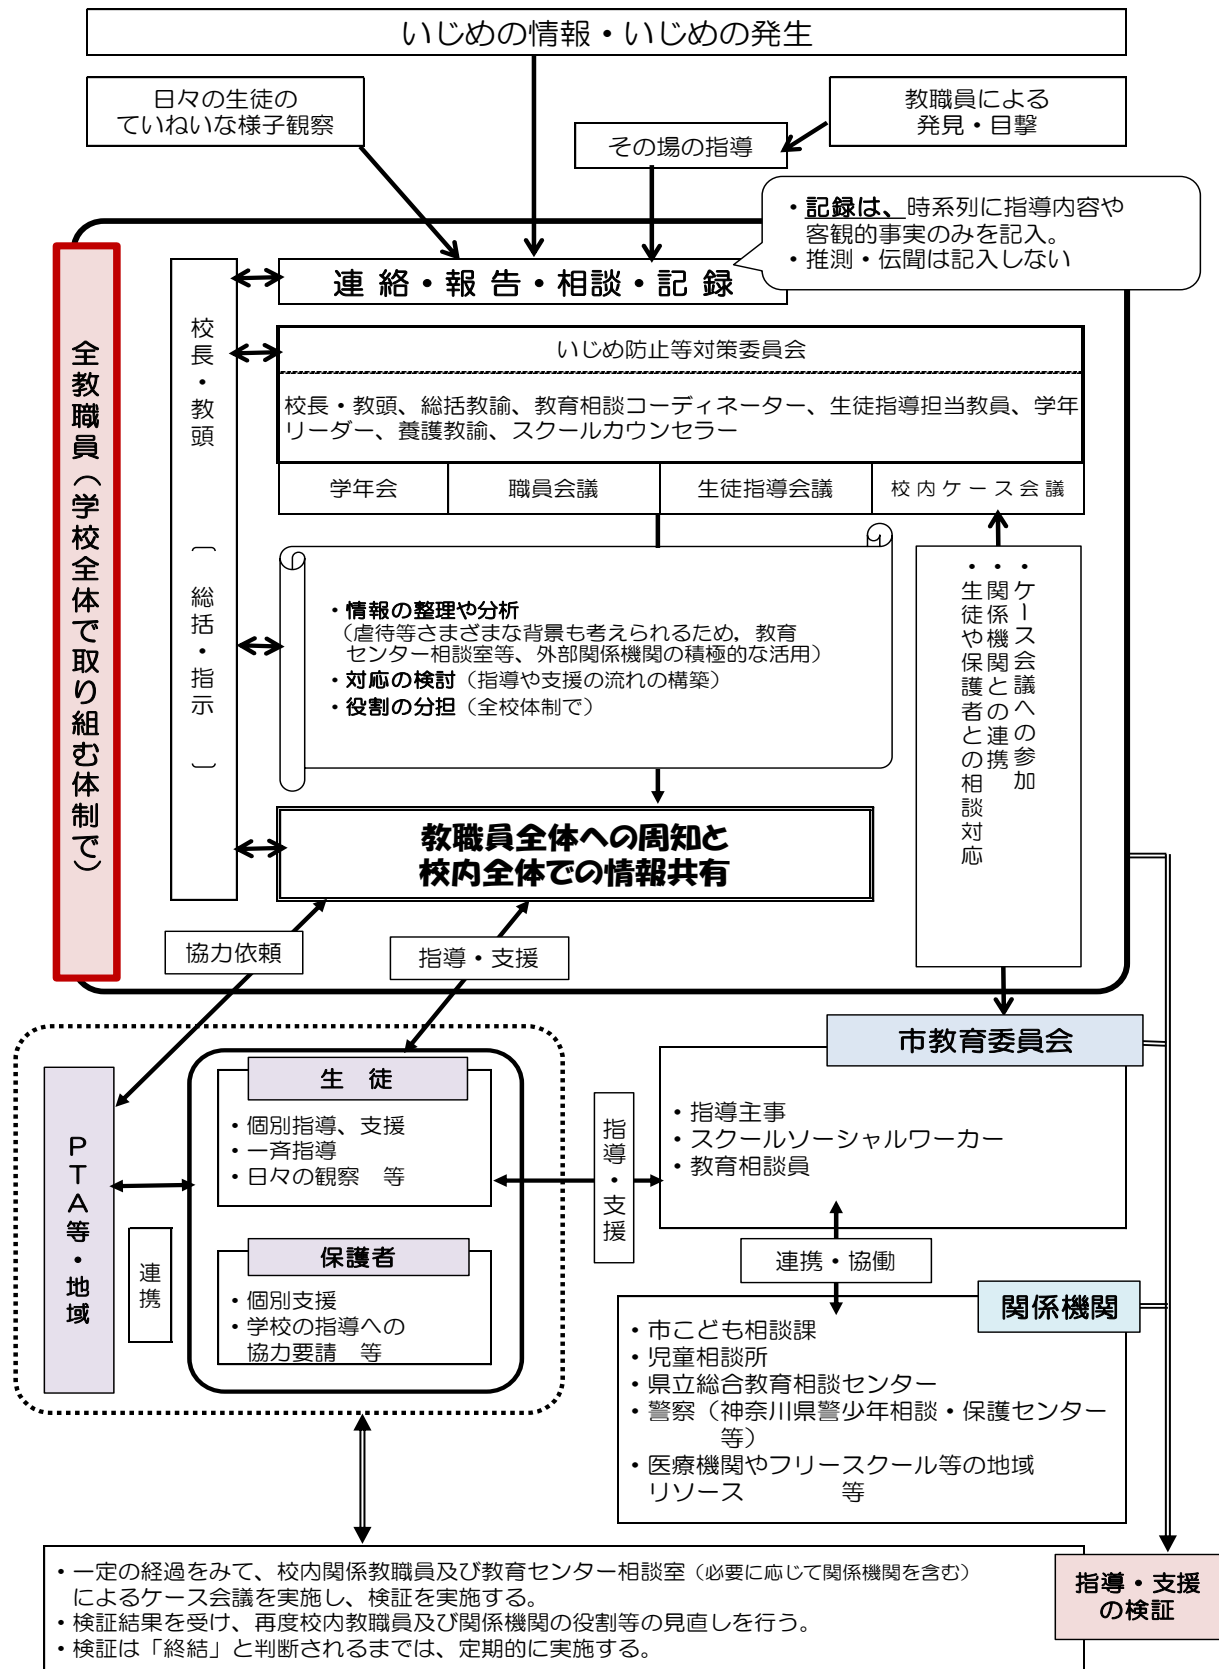 いじめの情報・いじめの発生
日々の生徒の
ていねいな様子観察
教職員による
発見・目撃
その場の指導
・記録は、時系列に指導内容や
客観的事実のみを記入。
・推測・伝聞は記入しない
連 絡・報 告・相談・記 録
全教職員（学校全体で取り組む体制で）
校長・教頭
〔 総括・指示 〕
いじめ防止等対策委員会
校長・教頭、総括教諭、教育相談コーディネーター、生徒指導担当教員、学年
リーダー、養護教諭、スクールカウンセラー
学年会
職員会議
生徒指導会議
校内ケース会議
・情報の整理や分析
（虐待等さまざまな背景も考えられるため，教育
センター相談室等、外部関係機関の積極的な活用）
・対応の検討（指導や支援の流れの構築）
・役割の分担（全校体制で）
・ケース会議への参加
・関係機関との連携
・生徒や保護者との相談対応
教職員全体への周知と
校内全体での情報共有
協力依頼
指導・支援
市教育委員会
・指導主事
・スクールソーシャルワーカー
・教育相談員
指導・支援
生 徒
・個別指導、支援
・一斉指導
・日々の観察 等
PTA等・地域
連携
保護者
・個別支援
・学校の指導への
協力要請 等
連携・協働
関係機関
・市こども相談課
・児童相談所
・県立総合教育相談センター
・警察（神奈川県警少年相談・保護センター
等）
・医療機関やフリースクール等の地域
リソース 等
・一定の経過をみて、校内関係教職員及び教育センター相談室（必要に応じて関係機関を含む）
によるケース会議を実施し、検証を実施する。
・検証結果を受け、再度校内教職員及び関係機関の役割等の見直しを行う。
・検証は「終結」と判断されるまでは、定期的に実施する。
指導・支援
の検証